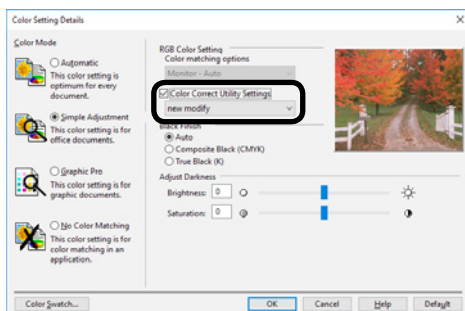 Color Setting Details
Color Mode
Automatic
This color setting is
optimum for every
document.
Simple Adjustment
This color setting is for
office documents.
Graphic Pro
This color setting is for
graphic documents.
No Color Matching
This color setting is for
color matching in an
application.
RGB Color Setting
Color matching options
Monitor - Auto
Color Correct Utility Settings
new modify
Black Finish
Auto
Composite Black (CMYK)
True Black (K)
Adjust Darkness
Brightness: 0
Saturation: 0
Color Swatch... OK Cancel Help Default